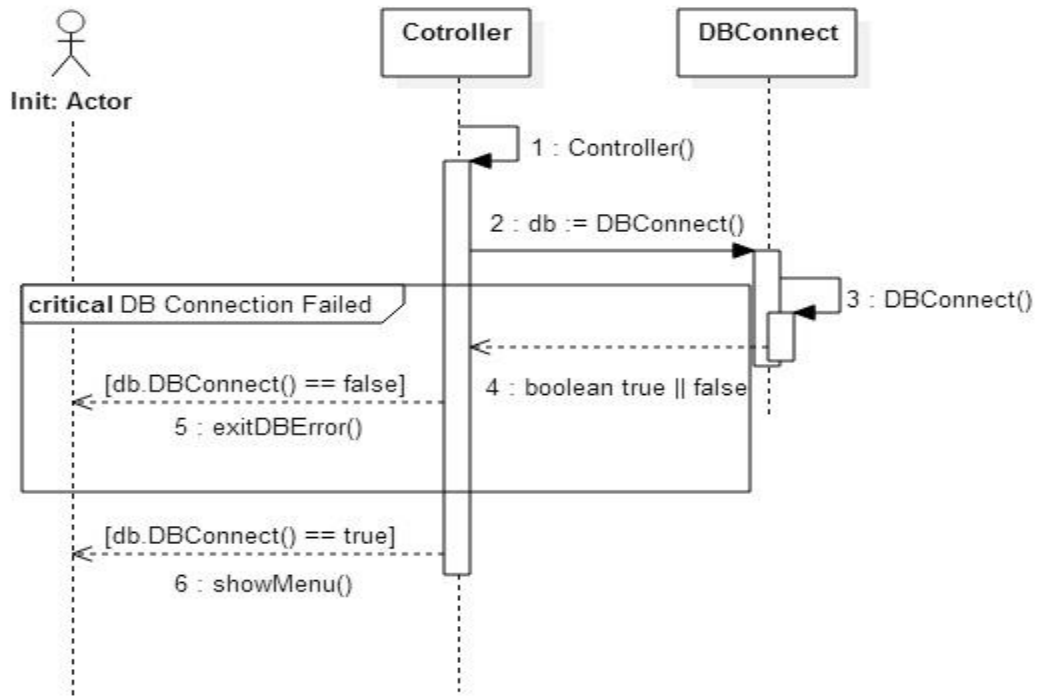 Cotroller
DBConnect
Init: Actor
1 : Controller()
2 : db := DBConnect()
critical DB Connection Failed
3 : DBConnect()
4 : boolean true || false
[db.DBConnect() == false]
5 : exitDBError()
[db.DBConnect() == true]
6 : showMenu()